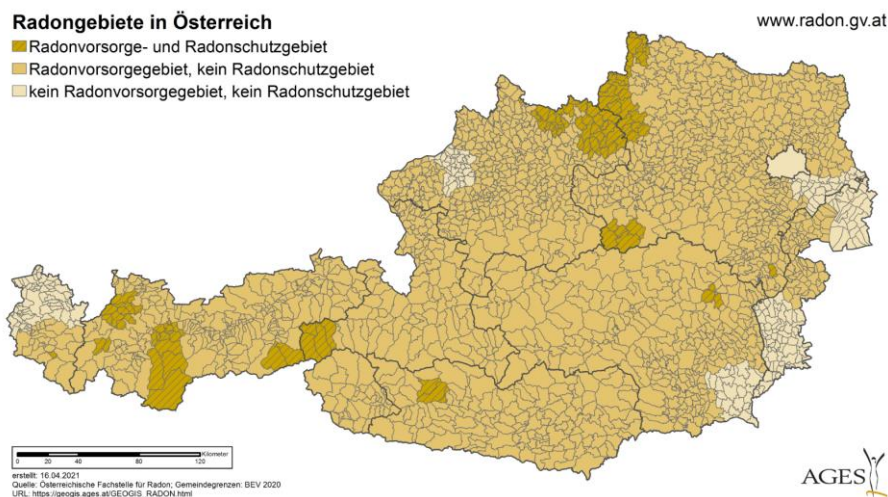 Radongebiete in Österreich
www.radon.gv.at
Radonvorsorge- und Radonschutzgebiet
Radonvorsorgegebiet, kein Radonschutzgebiet
kein Radonvorsorgegebiet, kein Radonschutzgebiet
Kilometer
0 20 40 80 120
erstellt: 16.04.2021
Quelle: Österreichische Fachstelle für Radon; Gemeindegrenzen: BEV 2020
URL: https://geogis.ages.at/GEOGIS_RADON.html
AGES